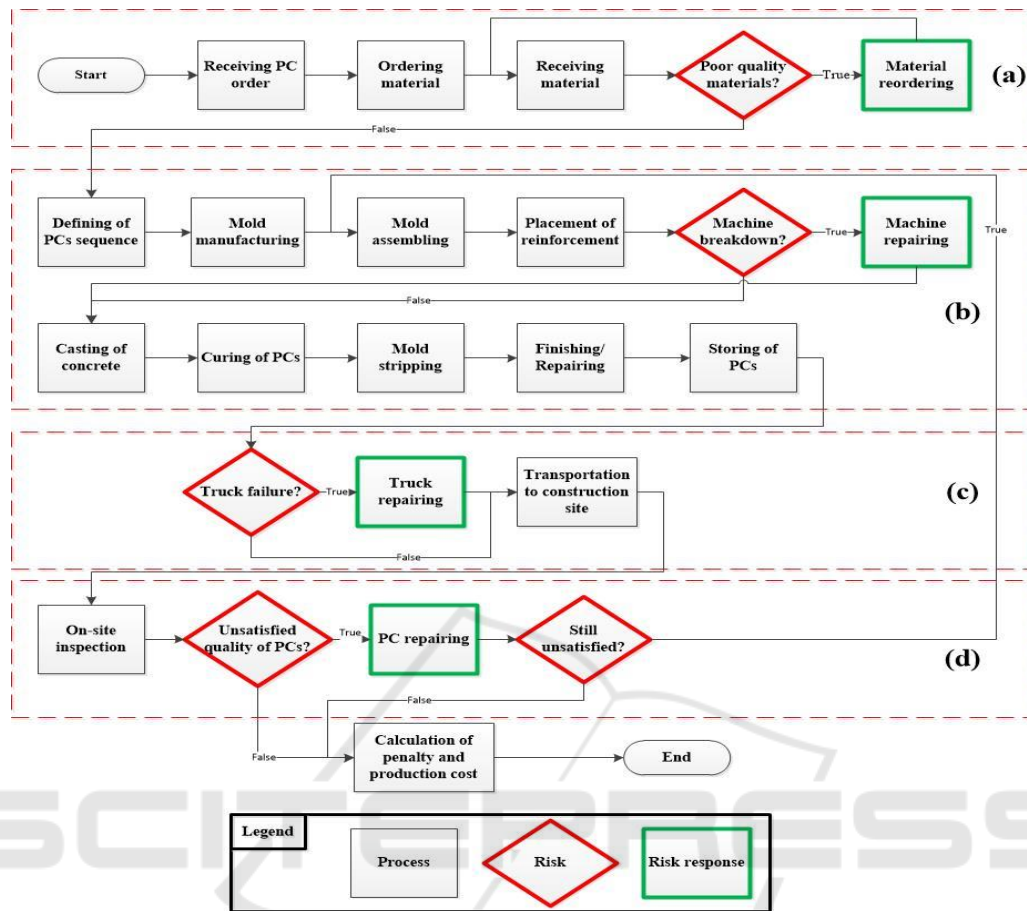 Start
Receiving PC
order
Ordering
material
Receiving
material
Poor quality
materials?
True
Material
reordering
(a)
False
Defining of
PCs sequence
Mold
manufacturing
Mold
assembling
Placement of
reinforcement
Machine
breakdown?
True
Machine
repairing
True
False
(b)
Casting of
concrete
Curing of PCs
Mold
stripping
Finishing/
Repairing
Storing of
PCs
Truck failure?
True
Truck
repairing
Transportation
to construction
site
(c)
False
On-site
inspection
Unsatisfied
quality of PCs?
True
PC repairing
Still
unsatisfied?
(d)
False
False
Calculation of
penalty and
production cost
End
SCITEPRESS
Legend
Process
Risk
Risk response